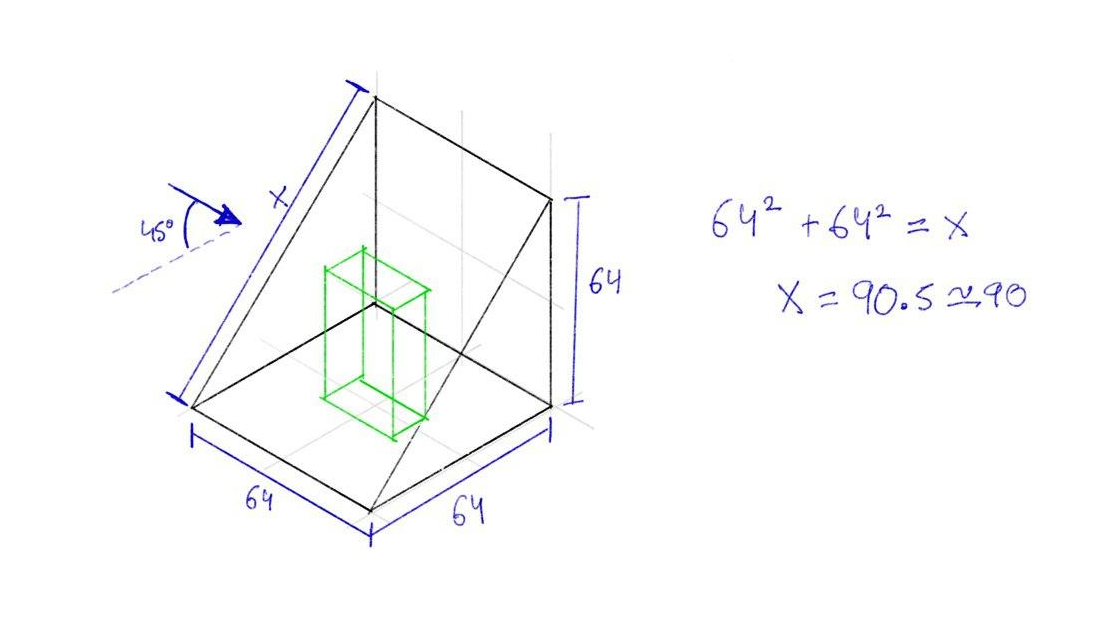 x
45°
64
64² + 64² = x
x = 90.5 ≃ 90
64
64